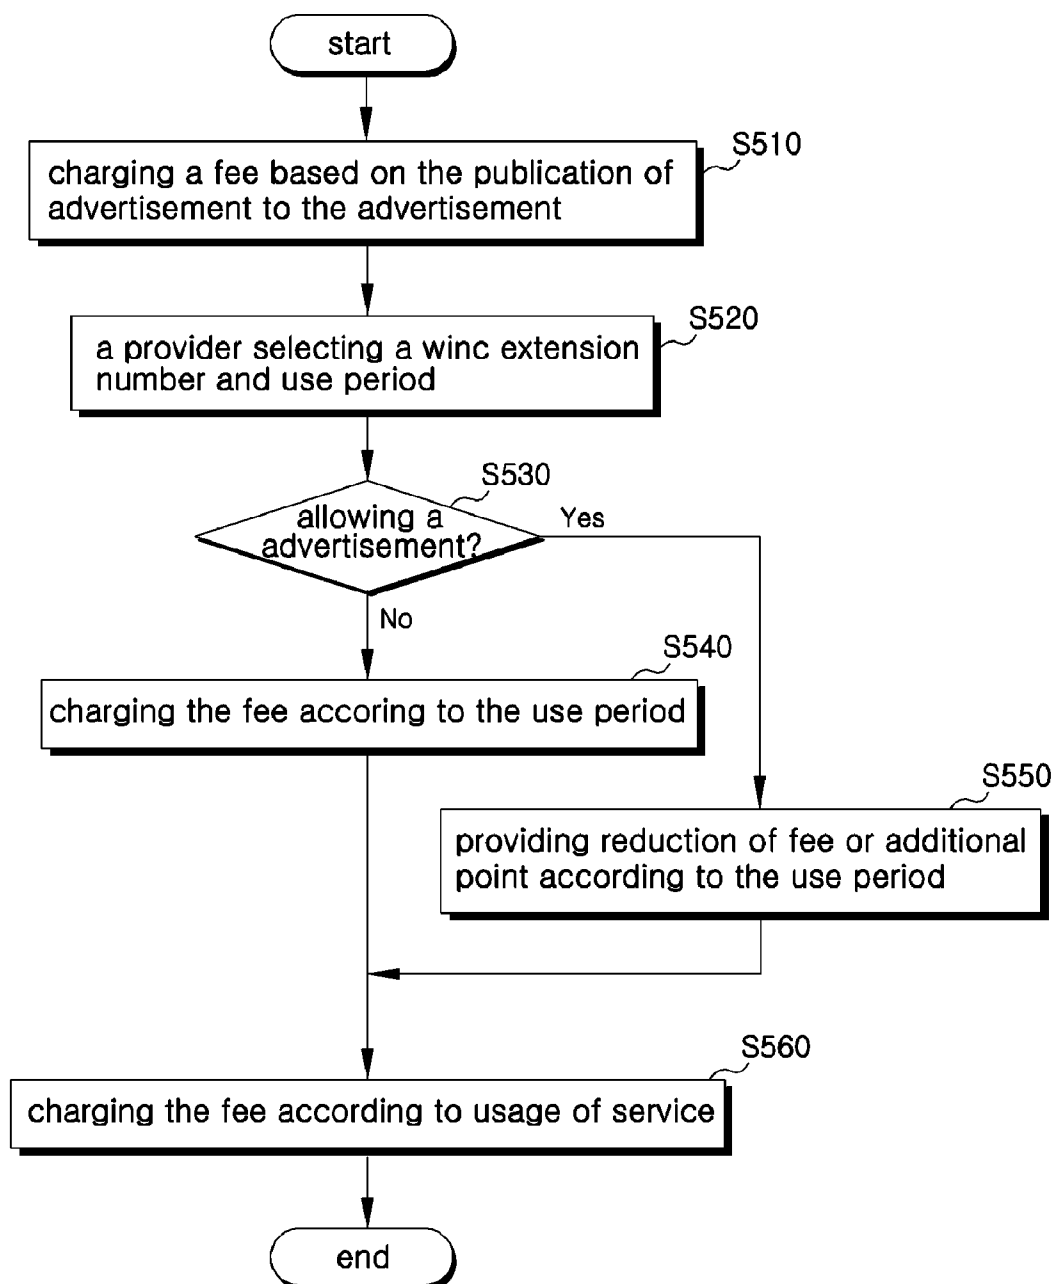 start
S510
charging a fee based on the publication of
advertisement to the advertisement
S520
a provider selecting a winc extension
number and use period
S530
allowing a
advertisement?
Yes
No
S540
charging the fee accoring to the use period
S550
providing reduction of fee or additional
point according to the use period
S560
charging the fee according to usage of service
end